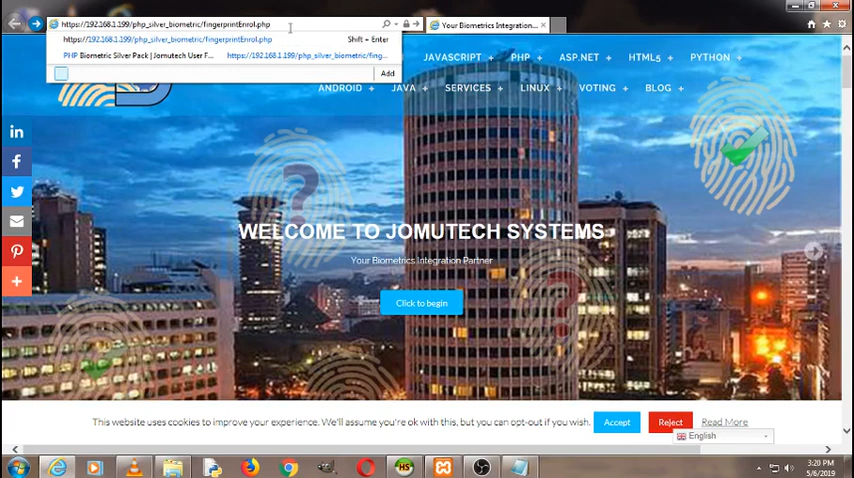 https://192.168.1.199/php_silver_biometric/fingerprintEnrol.php
Your Biometrics Integration...
https://192.168.1.199/php_silver_biometric/fingerprintEnrol.php Shift + Enter
PHP Biometric Silver Pack | Jomutech User F... https://192.168.1.199/php_silver_biometric/fing...
Add
JAVASCRIPT + PHP + ASP.NET + HTML5 + PYTHON +
ANDROID + JAVA + SERVICES + LINUX + VOTING + BLOG +
WELCOME TO JOMUTECH SYSTEMS
Your Biometrics Integration Partner
Click to begin
This website uses cookies to improve your experience. We'll assume you're ok with this, but you can opt-out if you wish. Accept Reject Read More
English
HS
3:20 PM
5/6/2019